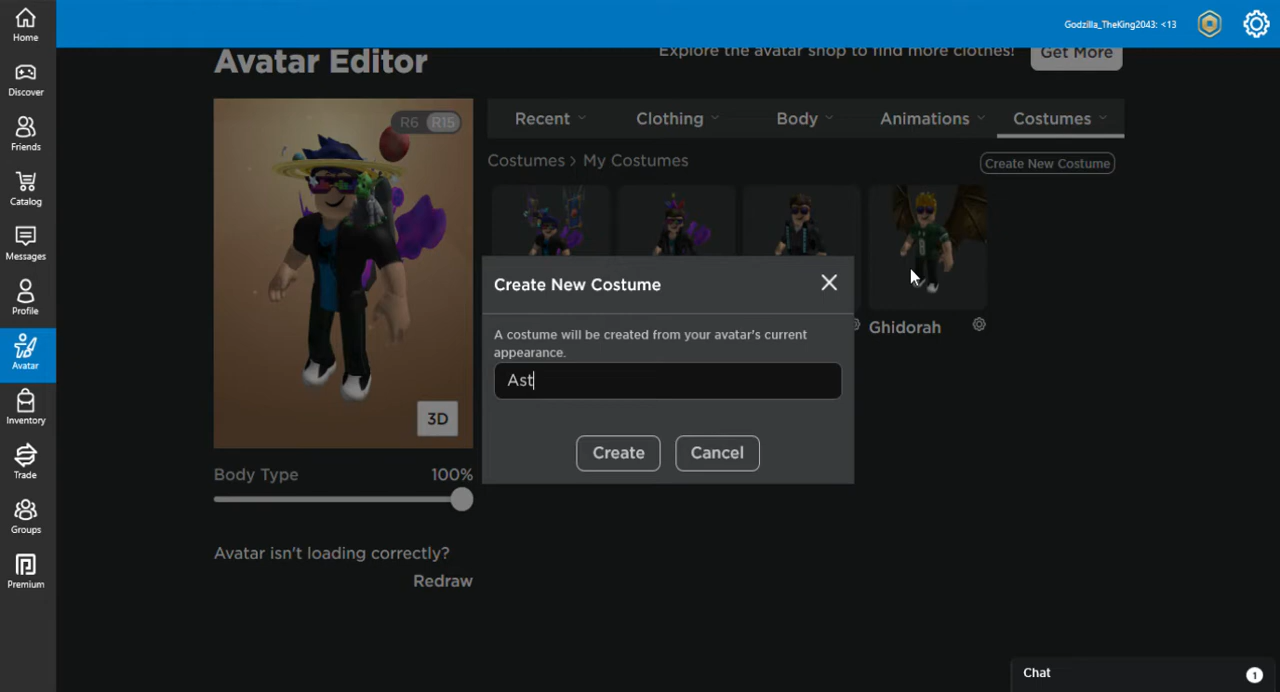 Home
Godzilla_TheKing2043: <13
Discover
Friends
Catalog
Messages
Profile
Avatar
Inventory
Trade
Groups
Premium
Avatar Editor
Explore the avatar shop to find more clothes!
Get More
R6 R15
3D
Body Type 100%
Avatar isn't loading correctly?
Redraw
Recent Clothing Body Animations Costumes
Costumes > My Costumes
Create New Costume
Ghidorah
Create New Costume
A costume will be created from your avatar's current
appearance.
Ast
Create Cancel
Chat 1